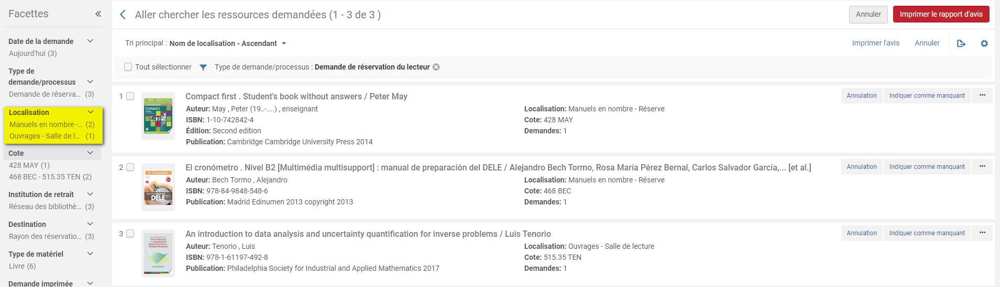 Facettes
Date de la demande
Aujourd'hui (3)
Type de
demande/processus
Demande de réserva... (3)
Localisation
Manuels en nombre -... (2)
Ouvrages - Salle de l... (1)
Cote
428 MAY (1)
468 BEC - 515.35 TEN (2)
Institution de retrait
Réseau des bibliothè... (3)
Destination
Rayon des réservatio... (3)
Type de matériel
Livre (6)
Demande imprimée
Aller chercher les ressources demandées (1 - 3 de 3 )
Annuler
Imprimer le rapport d'avis
Tri principal : Nom de localisation - Ascendant
Imprimer l'avis
Annuler
Tout sélectionner
Type de demande/processus : Demande de réservation du lecteur
1
Compact first . Student's book without answers / Peter May
Auteur: May , Peter (19..-....) , enseignant
ISBN: 1-10-742842-4
Édition: Second edition
Publication: Cambridge Cambridge University Press 2014
Localisation: Manuels en nombre - Réserve
Cote: 428 MAY
Demandes: 1
Annulation
Indiquer comme manquant
Compact
First
2
El cronómetro . Nivel B2 [Multimédia multisupport] : manual de preparación del DELE / Alejandro Bech Tormo, Rosa María Pérez Bernal, Carlos Salvador García,... [et al.]
Auteur: Bech Tormo , Alejandro
ISBN: 978-84-9848-548-6
Publication: Madrid Edinumen 2013 copyright 2013
Localisation: Manuels en nombre - Réserve
Cote: 468 BEC
Demandes: 1
Annulation
Indiquer comme manquant
El Cronómetro
EDICIÓN NUEVO
DELE
3
An introduction to data analysis and uncertainty quantification for inverse problems / Luis Tenorio
Auteur: Tenorio , Luis
ISBN: 978-1-61197-492-8
Publication: Philadelphia Society for Industrial and Applied Mathematics 2017
Localisation: Ouvrages - Salle de lecture
Cote: 515.35 TEN
Demandes: 1
Annulation
Indiquer comme manquant